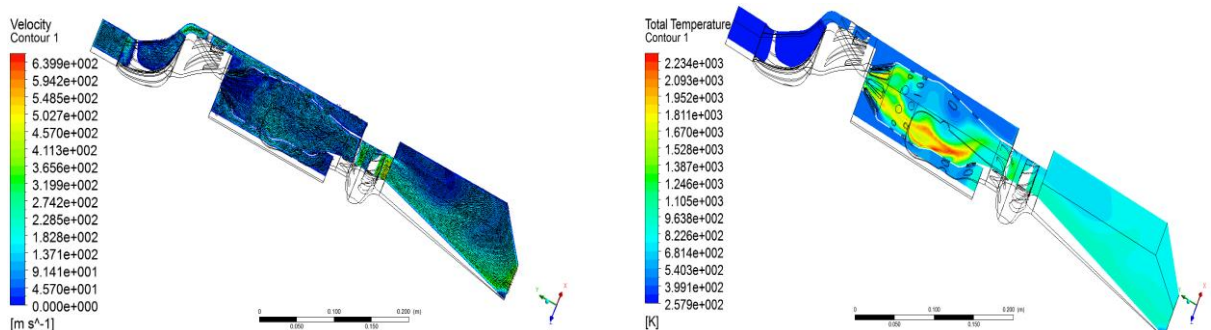 Velocity
Contour 1
6.399e+002
5.942e+002
5.485e+002
5.027e+002
4.570e+002
4.113e+002
3.656e+002
3.199e+002
2.742e+002
2.285e+002
1.828e+002
1.371e+002
9.141e+001
4.570e+001
0.000e+000
[m s^-1]
0 0.100 0.200 (m)
0.050 0.150
Y X Z
Total Temperature
Contour 1
2.234e+003
2.093e+003
1.952e+003
1.811e+003
1.670e+003
1.528e+003
1.387e+003
1.246e+003
1.105e+003
9.638e+002
8.226e+002
6.814e+002
5.403e+002
3.991e+002
2.579e+002
[K]
0 0.100 0.200 (m)
0.050 0.150
X Z